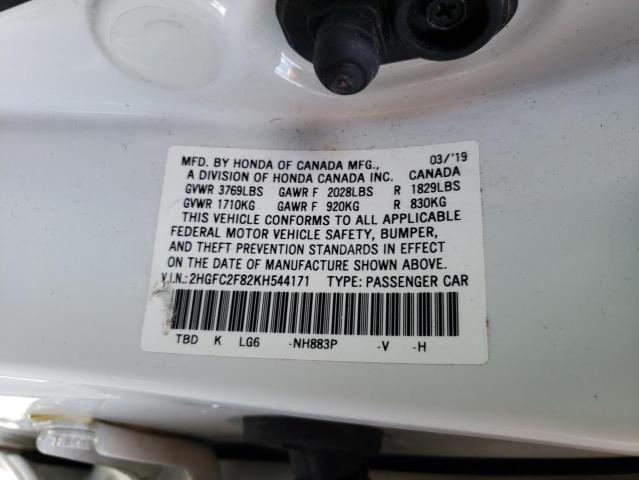 MFD. BY HONDA OF CANADA MFG., 03/'19
A DIVISION OF HONDA CANADA INC. CANADA
GVWR 3769LBS GAWR F 2028LBS R 1829LBS
GVWR 1710KG GAWR F 920KG R 830KG
THIS VEHICLE CONFORMS TO ALL APPLICABLE
FEDERAL MOTOR VEHICLE SAFETY, BUMPER,
AND THEFT PREVENTION STANDARDS IN EFFECT
ON THE DATE OF MANUFACTURE SHOWN ABOVE.
V.I.N.:2HGFC2F82KH544171 TYPE: PASSENGER CAR
TBD K LG6 -NH883P -V -H